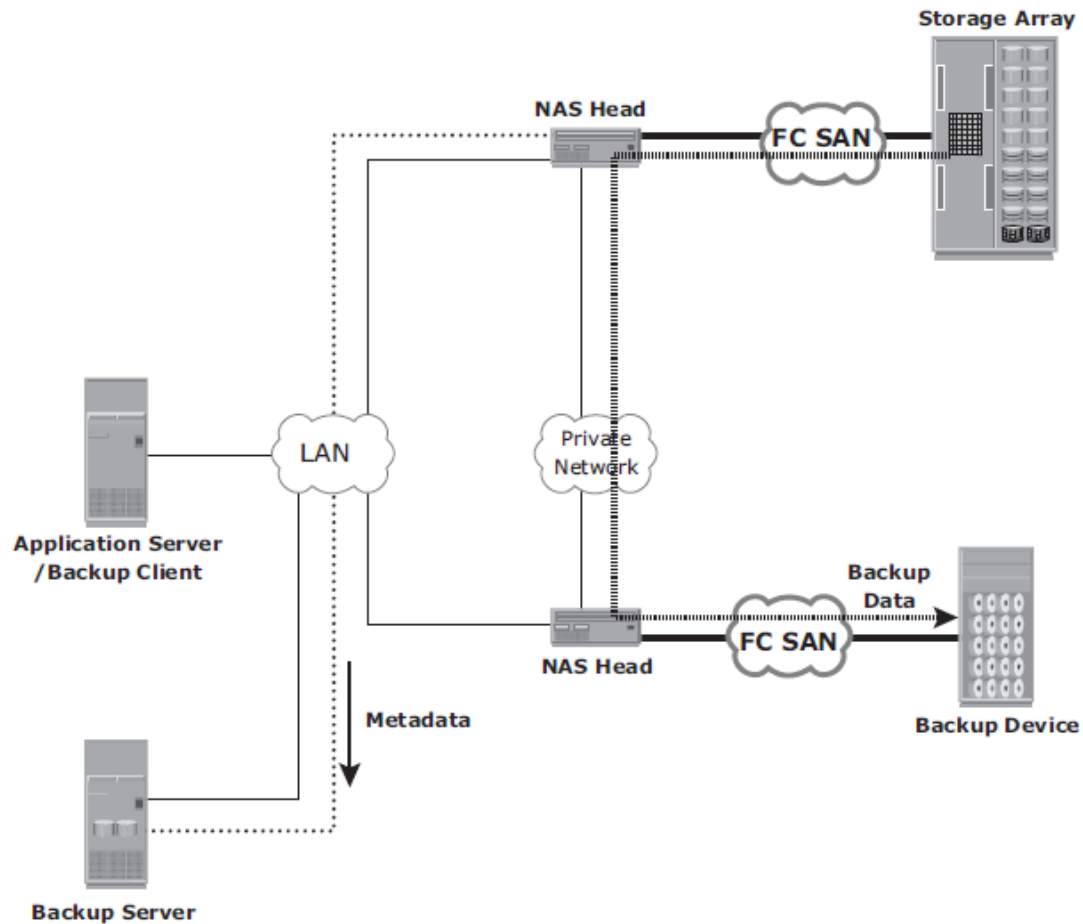 Storage Array
NAS Head
FC SAN
LAN
Private
Network
Application Server
/Backup Client
Backup
Data
FC SAN
NAS Head
Metadata
Backup Device
Backup Server